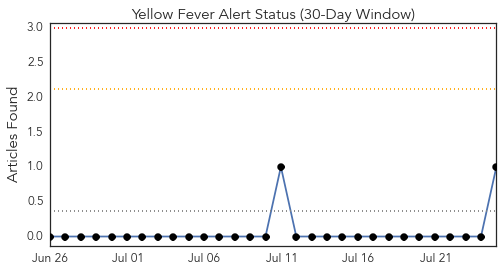 Yellow Fever Alert Status (30-Day Window)
Articles Found
3.0
2.5
2.0
1.5
1.0
0.5
0.0
Jun 26 Jul 01 Jul 06 Jul 11 Jul 16 Jul 21